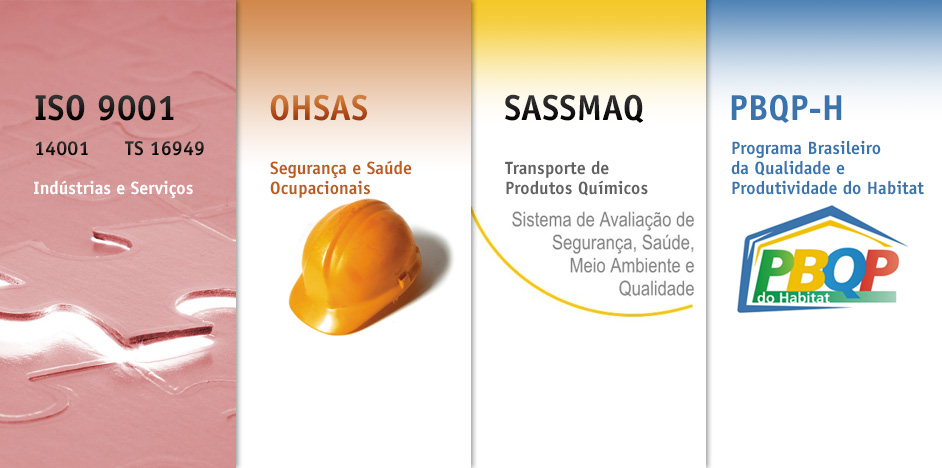 ISO 9001
14001 TS 16949
Indústrias e Serviços
OHSAS
Segurança e Saúde
Ocupacionais
SASSMAQ
Transporte de
Produtos Químicos
Sistema de Avaliação de
Segurança, Saúde,
Meio Ambiente e
Qualidade
PBQP-H
Programa Brasileiro
da Qualidade e
Produtividade do Habitat
PBQP
do Habitat